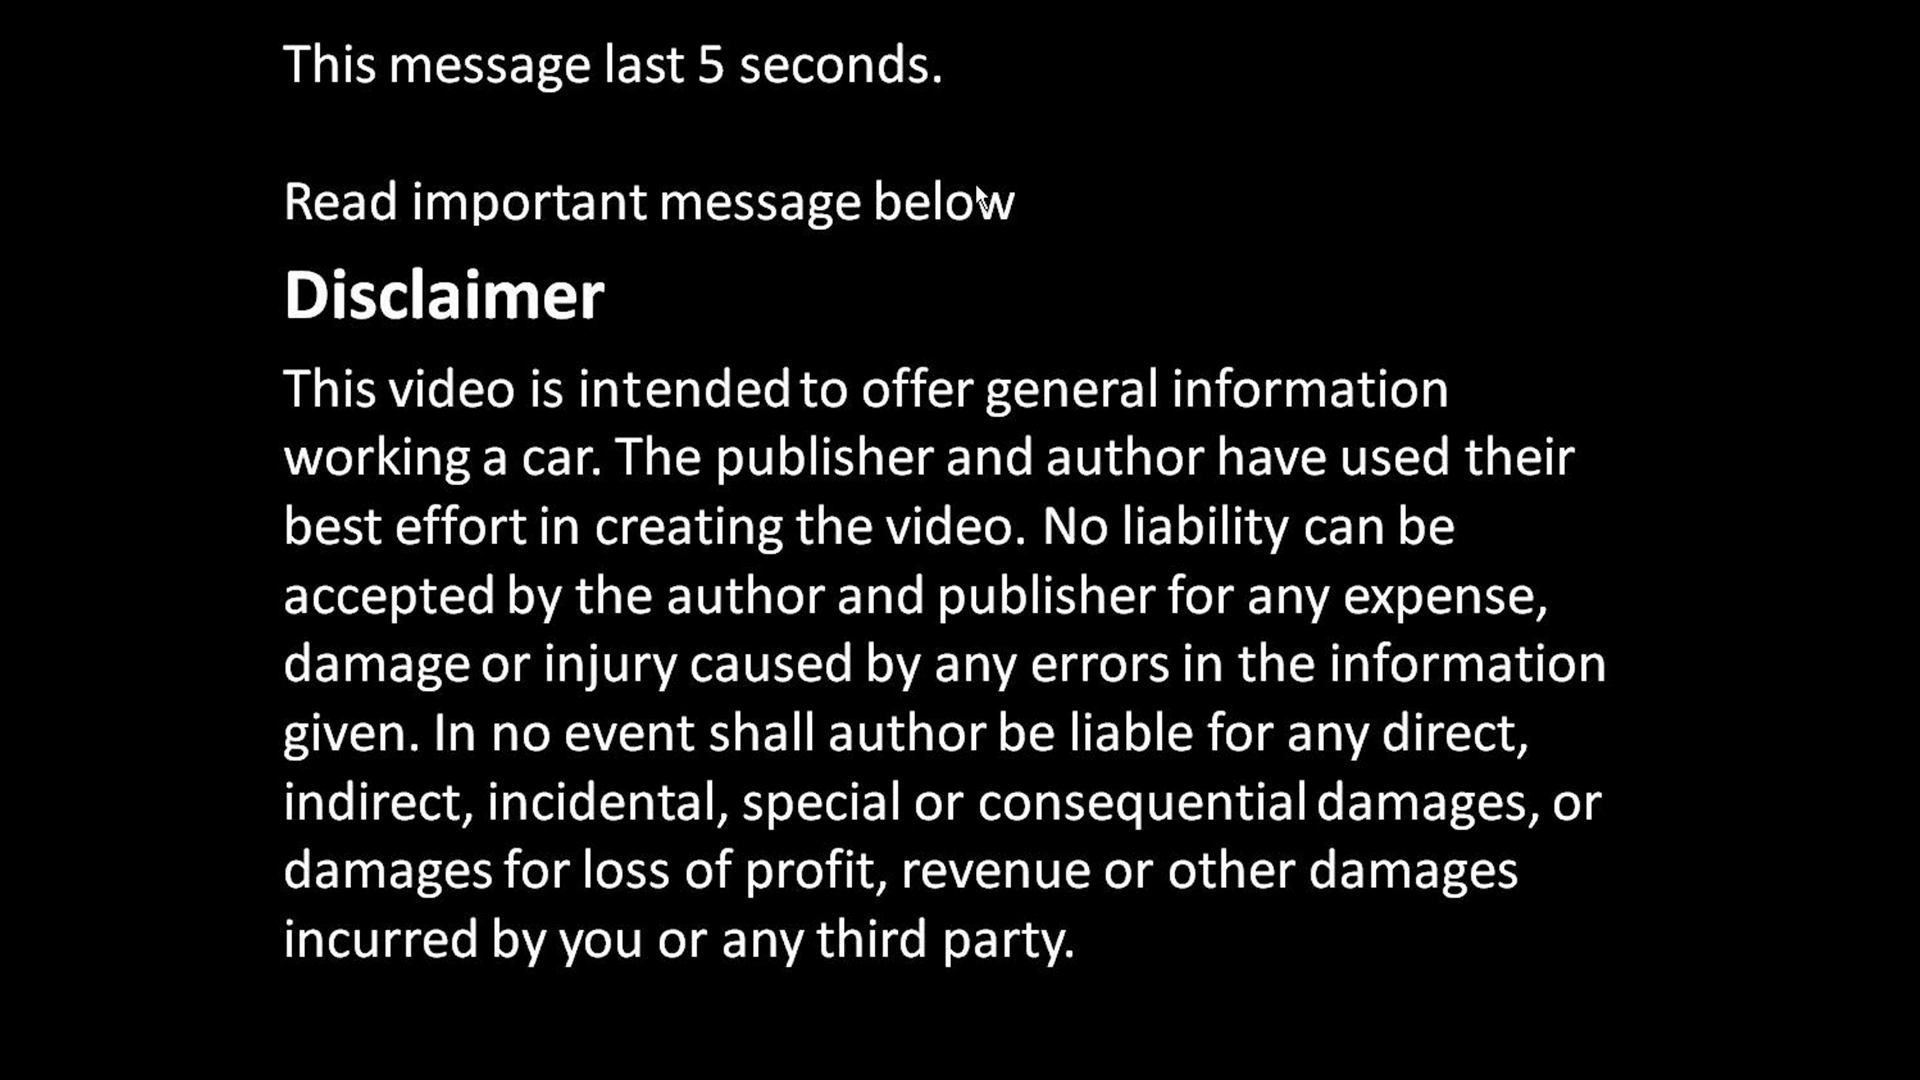 This message last 5 seconds.
Read important message below
Disclaimer
This video is intended to offer general information
working a car. The publisher and author have used their
best effort in creating the video. No liability can be
accepted by the author and publisher for any expense,
damage or injury caused by any errors in the information
given. In no event shall author be liable for any direct,
indirect, incidental, special or consequential damages, or
damages for loss of profit, revenue or other damages
incurred by you or any third party.